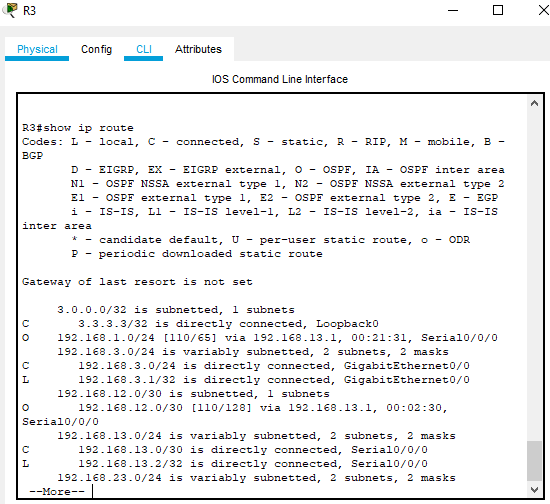 R3
Physical Config CLI Attributes
IOS Command Line Interface
R3#show ip route
Codes: L - local, C - connected, S - static, R - RIP, M - mobile, B -
BGP
D - EIGRP, EX - EIGRP external, O - OSPF, IA - OSPF inter area
N1 - OSPF NSSA external type 1, N2 - OSPF NSSA external type 2
E1 - OSPF external type 1, E2 - OSPF external type 2, E - EGP
i - IS-IS, L1 - IS-IS level-1, L2 - IS-IS level-2, ia - IS-IS
inter area
* - candidate default, U - per-user static route, o - ODR
P - periodic downloaded static route
Gateway of last resort is not set
3.0.0.0/32 is subnetted, 1 subnets
C 3.3.3.3/32 is directly connected, Loopback0
O 192.168.1.0/24 [110/65] via 192.168.13.1, 00:21:31, Serial0/0/0
192.168.3.0/24 is variably subnetted, 2 subnets, 2 masks
C 192.168.3.0/24 is directly connected, GigabitEthernet0/0
L 192.168.3.1/32 is directly connected, GigabitEthernet0/0
192.168.12.0/30 is subnetted, 1 subnets
O 192.168.12.0/30 [110/128] via 192.168.13.1, 00:02:30,
Serial0/0/0
192.168.13.0/24 is variably subnetted, 2 subnets, 2 masks
C 192.168.13.0/30 is directly connected, Serial0/0/0
L 192.168.13.2/32 is directly connected, Serial0/0/0
192.168.23.0/24 is variably subnetted, 2 subnets, 2 masks
--More--